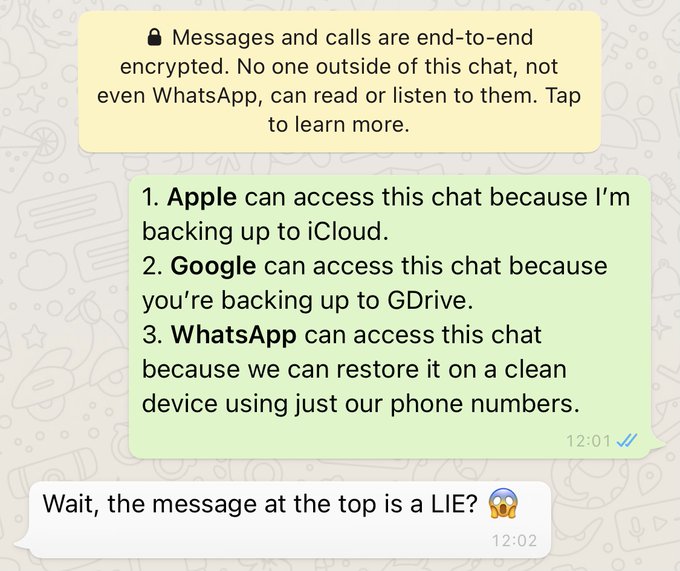 🔒 Messages and calls are end-to-end
encrypted. No one outside of this chat, not
even WhatsApp, can read or listen to them. Tap
to learn more.
1. Apple can access this chat because I’m
backing up to iCloud.
2. Google can access this chat because
you’re backing up to GDrive.
3. WhatsApp can access this chat
because we can restore it on a clean
device using just our phone numbers.
12:01
Wait, the message at the top is a LIE? 😱
12:02